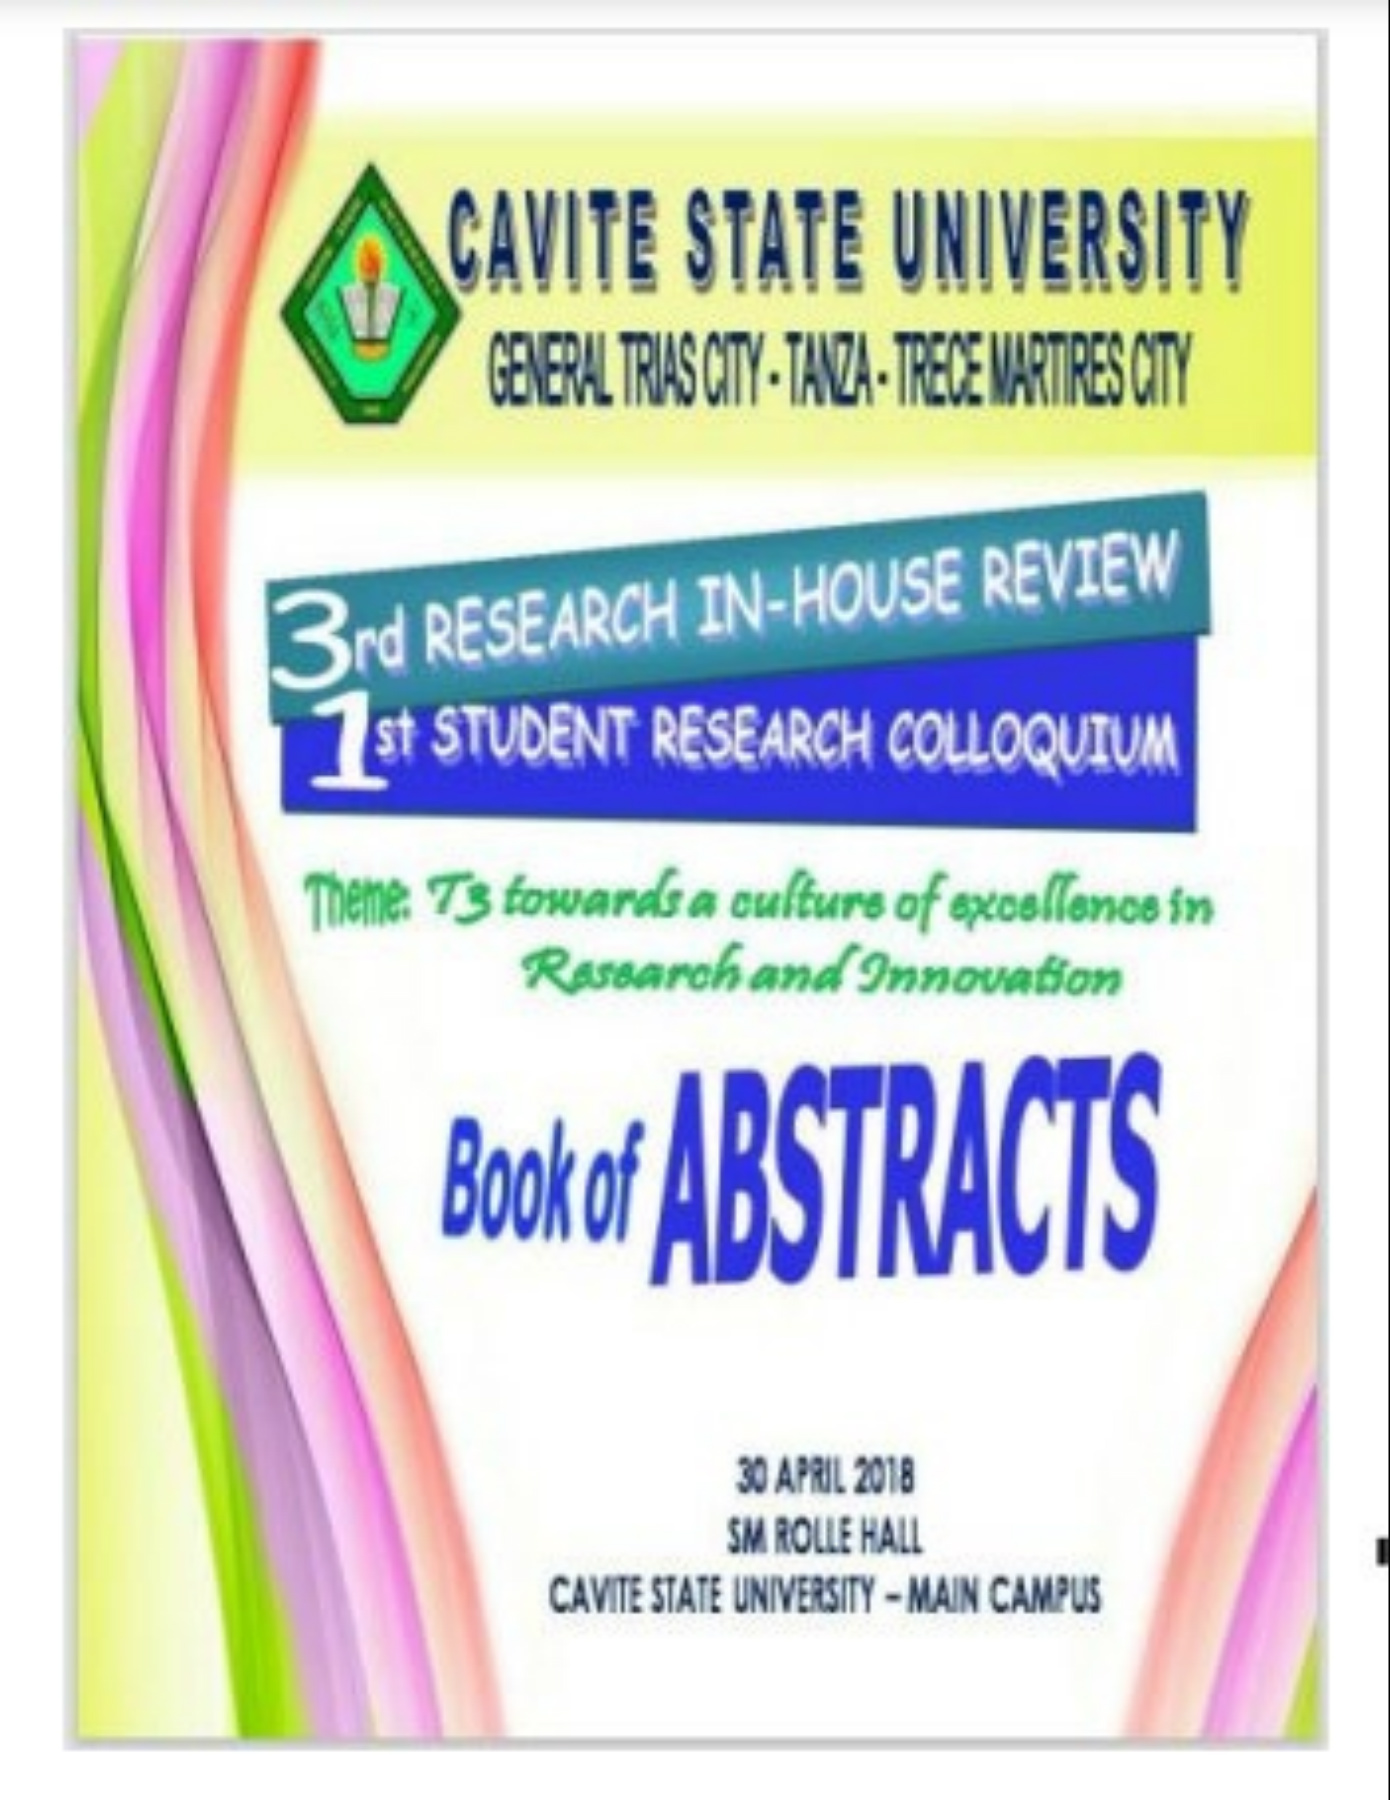 CAVITE STATE UNIVERSITY
GENERAL TRIAS CITY - TANZA - TRECE MARTIRES CITY
3rd RESEARCH IN-HOUSE REVIEW
1st STUDENT RESEARCH COLLOQUIUM
Theme: T3 towards a culture of excellence in
Research and Innovation
Book of ABSTRACTS
30 APRIL 2018
SM ROLLE HALL
CAVITE STATE UNIVERSITY – MAIN CAMPUS